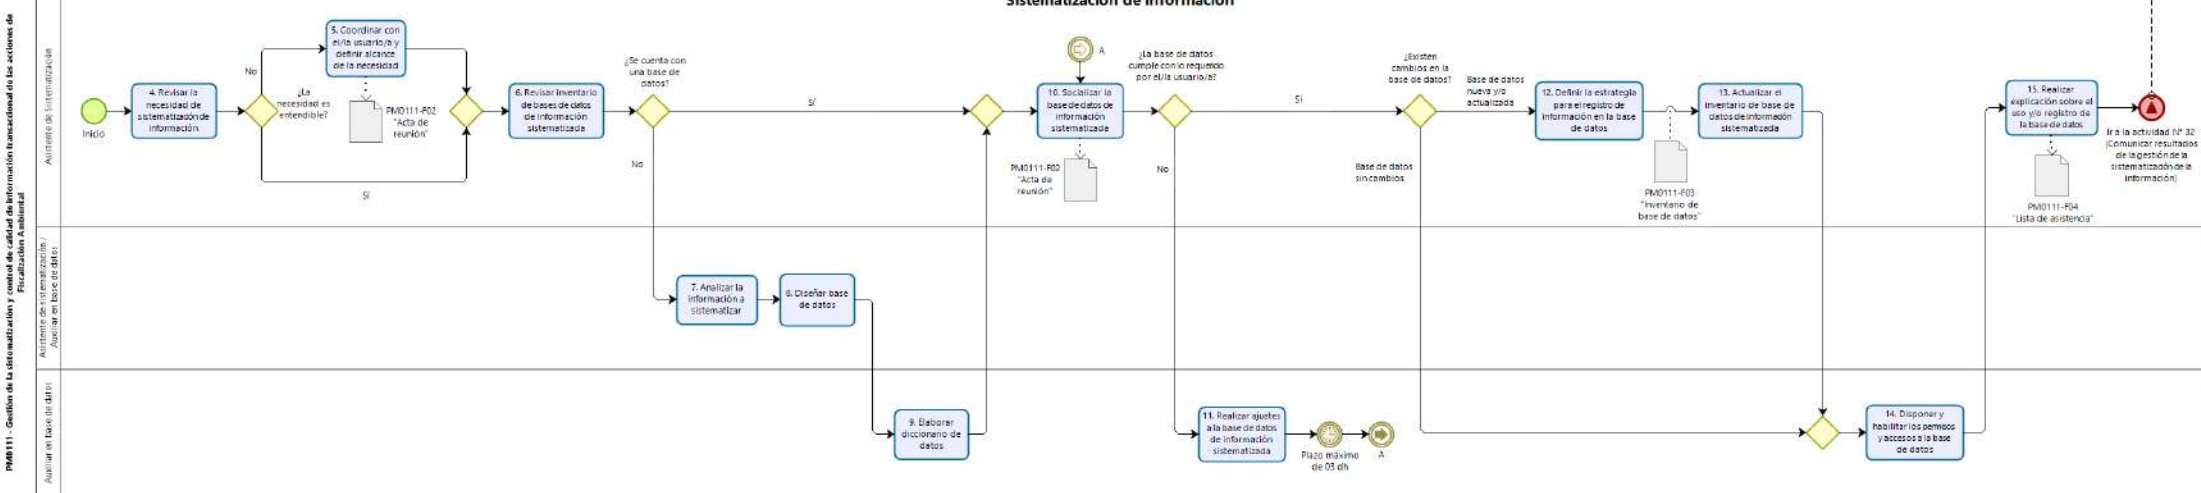 Sistematización de Información
PM0111 - Gestión de la sistematización y control de calidad de información transaccional de las acciones de
Fiscalización Ambiental
Asistente de Sistematización
Inicio
4. Revisar la
necesidad de
sistematización de
información
No
¿La
necesidad es
entendible?
Sí
5. Coordinar con
el/la usuario/a y
definir alcance
de la necesidad
PM0111-F02
"Acta de
reunión"
6. Revisar inventario
de bases de datos
de información
sistematizada
¿Se cuenta con
una base de
datos?
Sí
No
A
10. Socializar la
base de datos de
información
sistematizada
PM0111-F02
"Acta de
reunión"
¿La base de datos
cumple con lo requerido
por el/la usuario/a?
Sí
No
¿Existen
cambios en la
base de datos?
Base de datos
nueva y/o
actualizada
Base de datos
sin cambios
12. Definir la estrategia
para el registro de
información en la base
de datos
PM0111-F03
"Inventario de
base de datos"
13. Actualizar el
inventario de base de
datos de información
sistematizada
15. Realizar
explicación sobre el
uso y/o registro de
la base de datos
PM0111-F04
"Lista de asistencia"
Ir a la actividad N° 32
(Comunicar resultados
de la gestión de la
sistematización de la
información)
Asistente de sistematización /
Auxiliar en base de datos
7. Analizar la
información a
sistematizar
8. Diseñar base
de datos
Auxiliar en base de datos
9. Elaborar
diccionario de
datos
11. Realizar ajustes
a la base de datos
de información
sistematizada
Plazo máximo
de 03 dh
A
14. Disponer y
habilitar los permisos
y accesos a la base
de datos